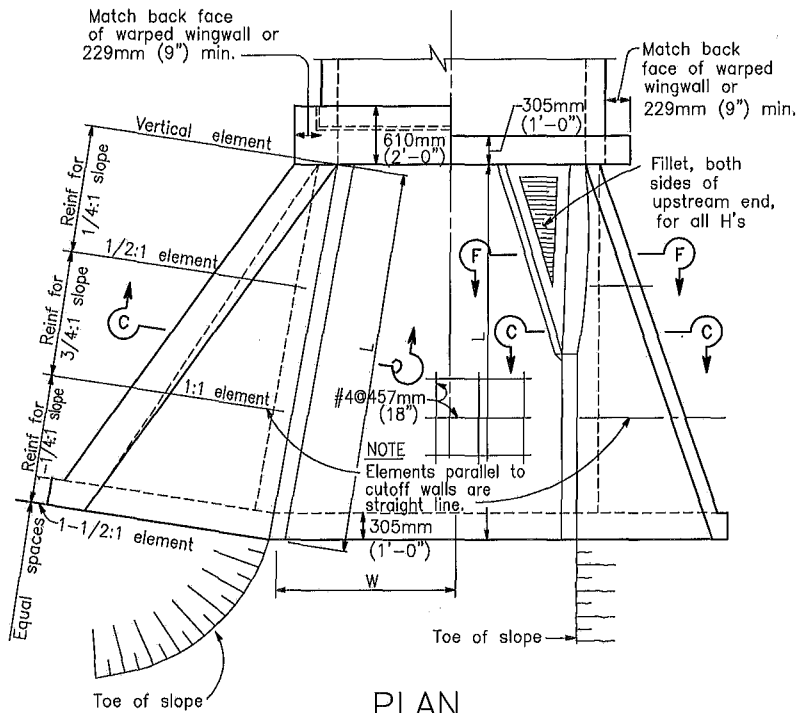 Match back face
of warped wingwall or
229mm (9") min.
Match back
face of warped
wingwall or
229mm (9") min.
305mm
(1'-0")
610mm
(2'-0")
Vertical element
Fillet, both
sides of
upstream end,
for all H's
Reinf for
1/4:1 slope
1/2:1 element
F
F
Reinf for
3/4:1 slope
C
L
L
C
C
1:1 element
#4@457mm
(18")
Reinf for
1-1/4:1 slope
NOTE
Elements parallel to
cutoff walls are
straight line.
1-1/2:1 element
305mm
(1'-0")
Equal spaces
W
Toe of slope
Toe of slope
PLAN